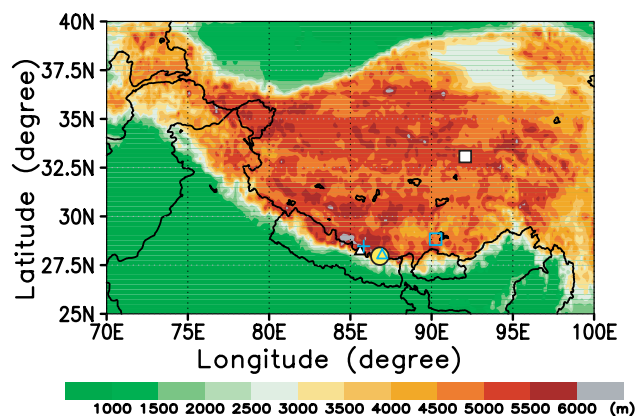 40N
37.5N
35N
32.5N
30N
27.5N
25N
Latitude (degree)
70E 75E 80E 85E 90E 95E 100E
Longitude (degree)
1000 1500 2500 3000 3500 4000 4500 5000 5500 6000 (m)